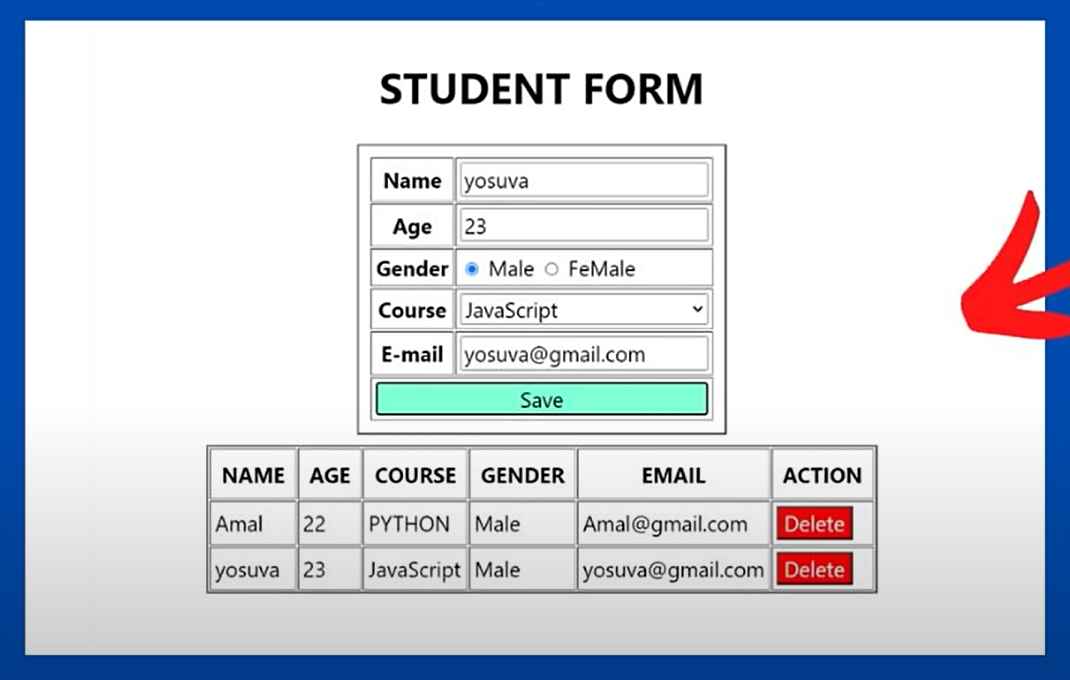 STUDENT FORM
Name yosuva
Age 23
Gender Male FeMale
Course JavaScript
E-mail yosuva@gmail.com
Save
NAME AGE COURSE GENDER EMAIL ACTION
Amal 22 PYTHON Male Amal@gmail.com Delete
yosuva 23 JavaScript Male yosuva@gmail.com Delete